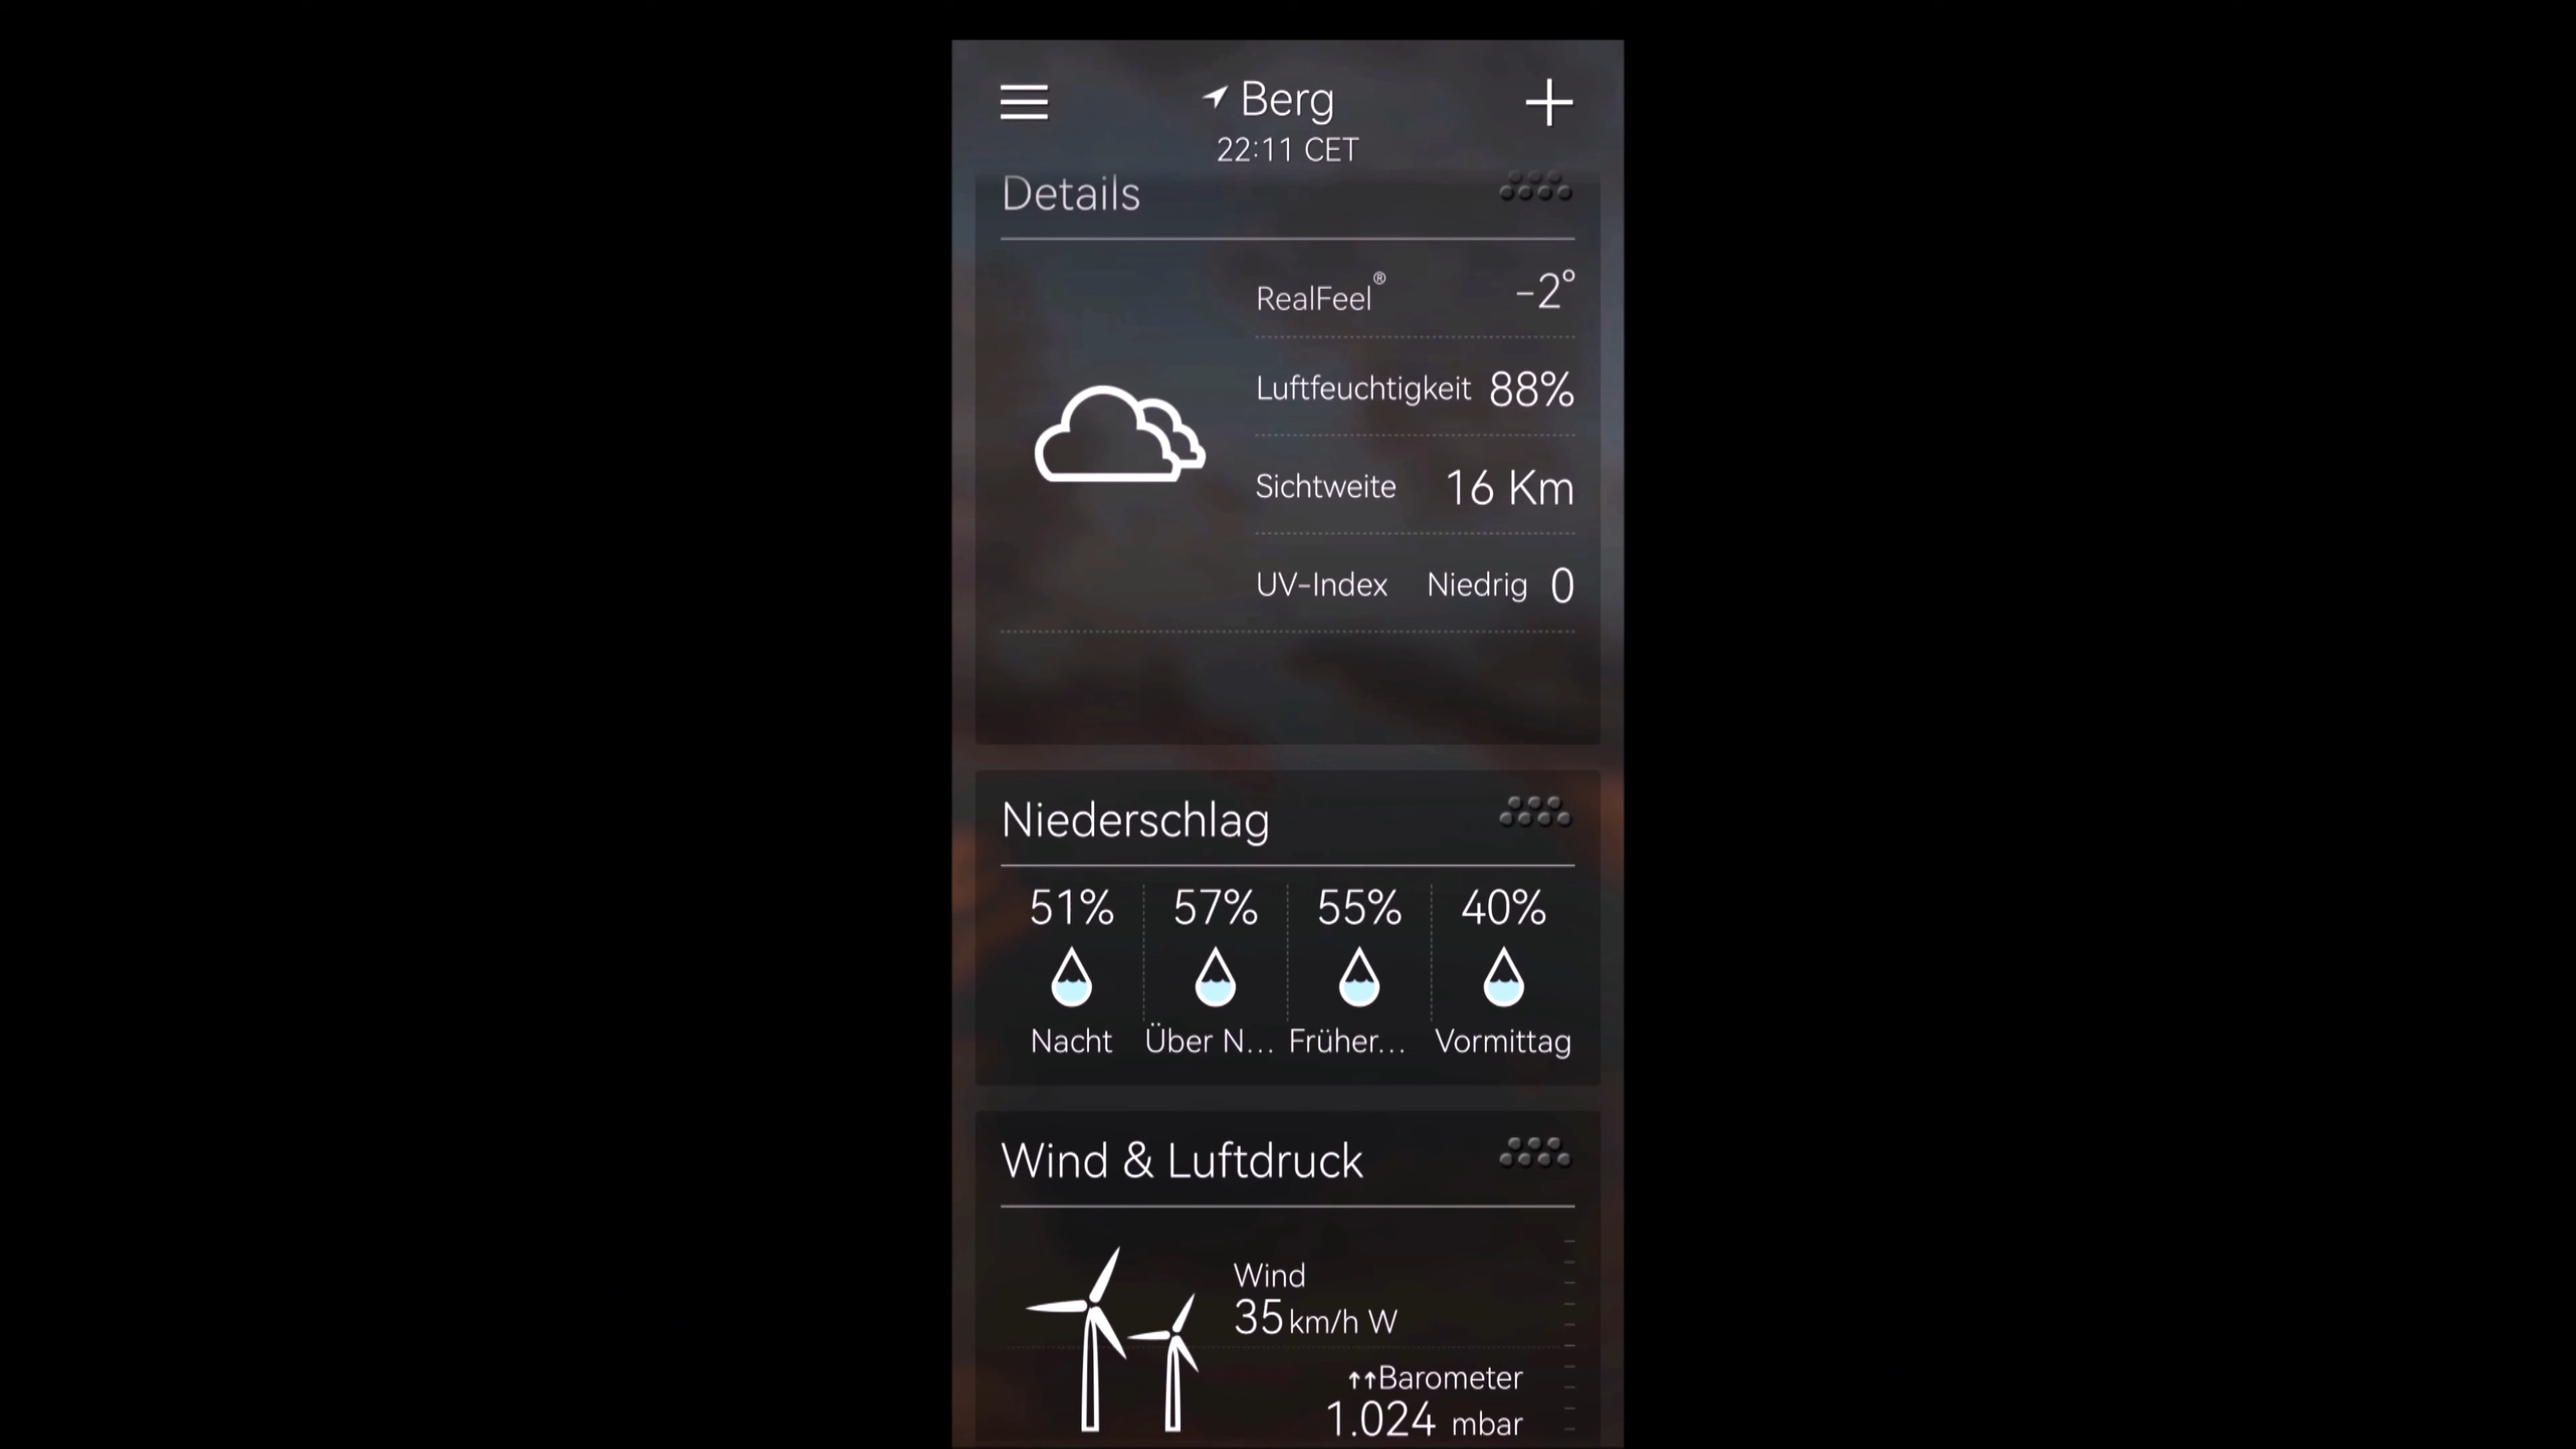 Berg
22:11 CET
Details
RealFeel® -2°
Luftfeuchtigkeit 88%
Sichtweite 16 Km
UV-Index Niedrig 0
Niederschlag
51% 57% 55% 40%
Nacht Über N... Früher... Vormittag
Wind & Luftdruck
Wind
35 km/h W
↑↑Barometer
1.024 mbar